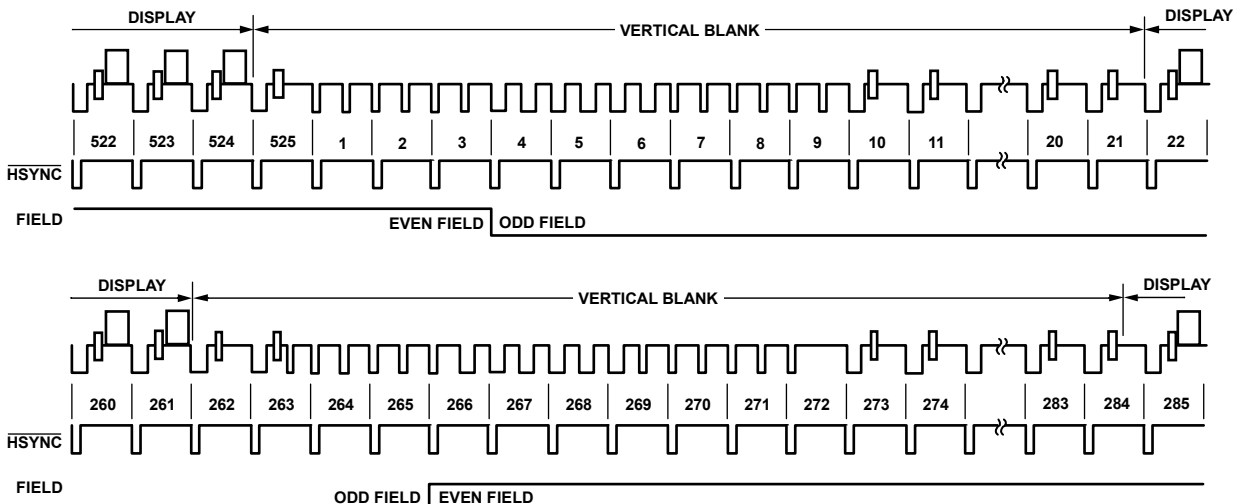 DISPLAY VERTICAL BLANK DISPLAY
522 523 524 525 1 2 3 4 5 6 7 8 9 10 11 20 21 22
HSYNC
FIELD EVEN FIELD ODD FIELD
DISPLAY VERTICAL BLANK DISPLAY
260 261 262 263 264 265 266 267 268 269 270 271 272 273 274 283 284 285
HSYNC
FIELD ODD FIELD EVEN FIELD